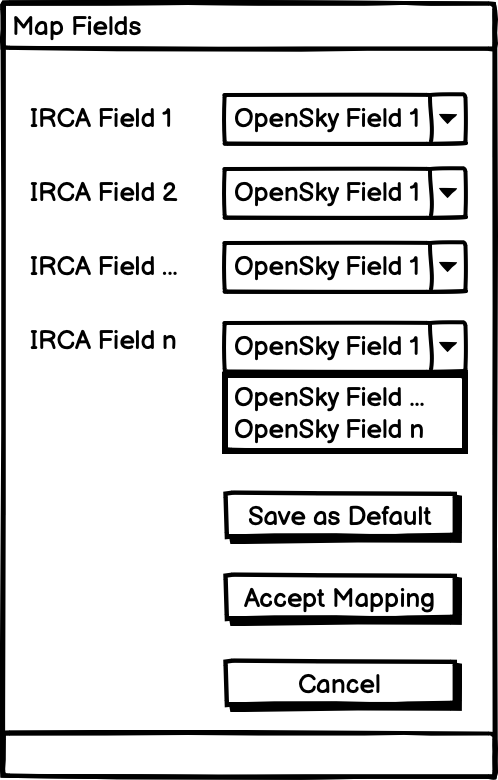 Map Fields
IRCA Field 1
OpenSky Field 1
IRCA Field 2
OpenSky Field 1
IRCA Field ...
OpenSky Field 1
IRCA Field n
OpenSky Field 1
OpenSky Field ...
OpenSky Field n
Save as Default
Accept Mapping
Cancel